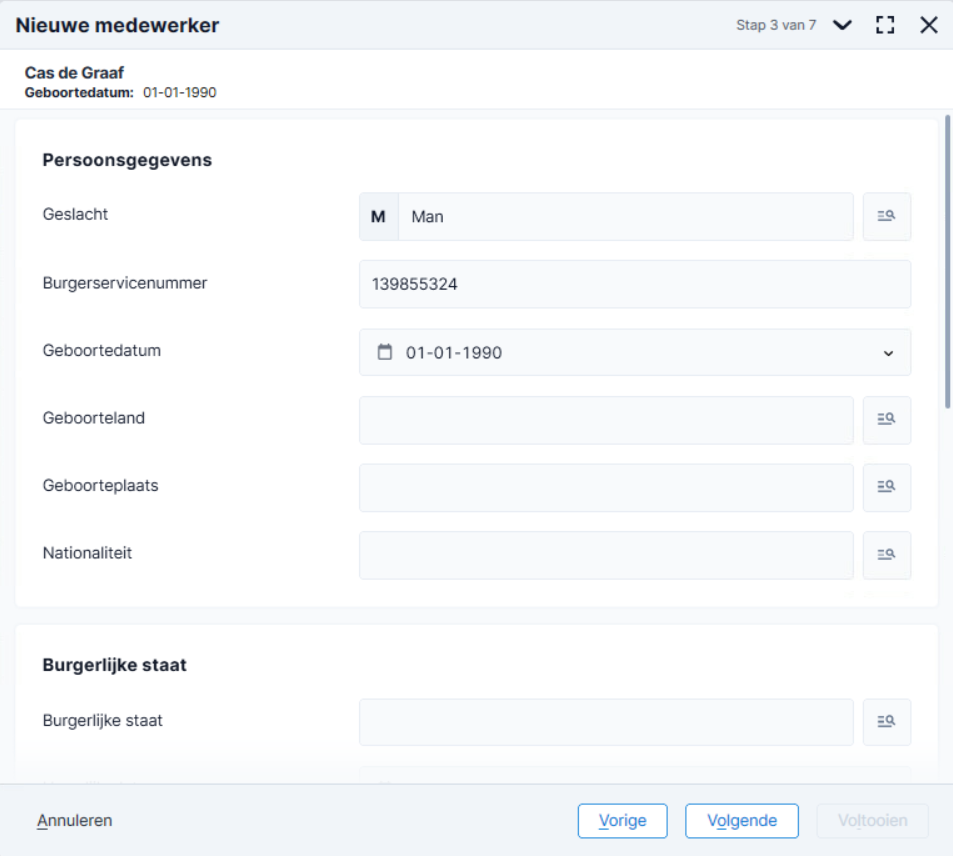 Nieuwe medewerker
Stap 3 van 7
Cas de Graaf
Geboortedatum: 01-01-1990
Persoonsgegevens
Geslacht M Man
Burgerservicenummer 139855324
Geboortedatum 01-01-1990
Geboorteland
Geboorteplaats
Nationaliteit
Burgerlijke staat
Burgerlijke staat
Annuleren Vorige Volgende Voltooien